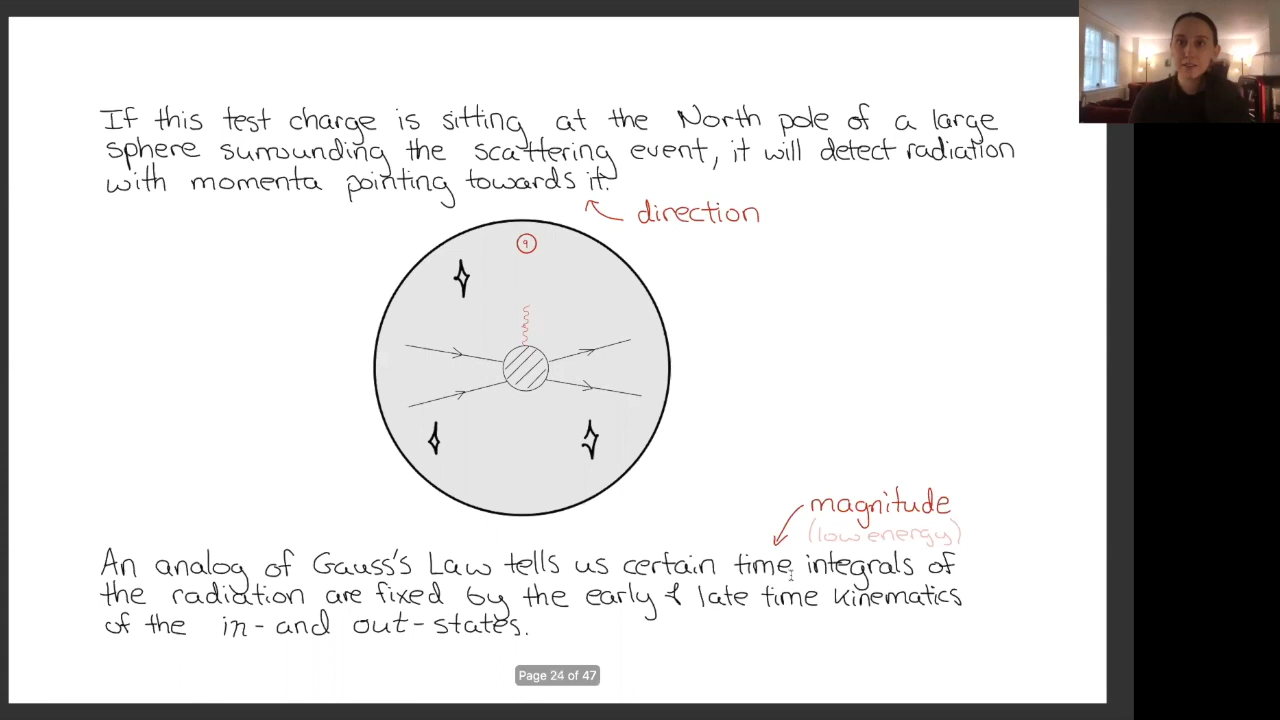 If this test charge is sitting at the North pole of a large
sphere surrounding the scattering event, it will detect radiation
with momenta pointing towards it.
direction
q
magnitude
(low energy)
An analog of Gauss's Law tells us certain time integrals of
the radiation are fixed by the early & late time kinematics
of the in- and out-states.
Page 24 of 47